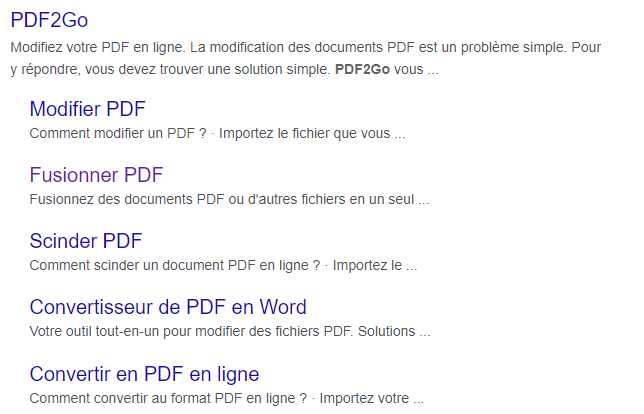 PDF2Go
Modifiez votre PDF en ligne. La modification des documents PDF est un problème simple. Pour
y répondre, vous devez trouver une solution simple. PDF2Go vous ...
Modifier PDF
Comment modifier un PDF ? · Importez le fichier que vous ...
Fusionner PDF
Fusionnez des documents PDF ou d'autres fichiers en un seul ...
Scinder PDF
Comment scinder un document PDF en ligne ? · Importez le ...
Convertisseur de PDF en Word
Votre outil tout-en-un pour modifier des fichiers PDF. Solutions ...
Convertir en PDF en ligne
Comment convertir au format PDF en ligne ? · Importez votre ...